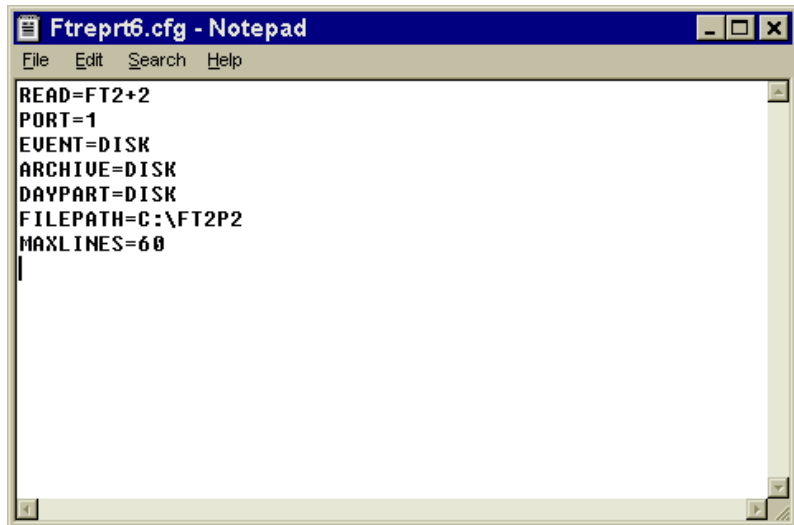 Ftreprt6.cfg - Notepad
File Edit Search Help
READ=FT2+2
PORT=1
EVENT=DISK
ARCHIVE=DISK
DAYPART=DISK
FILEPATH=C:\FT2P2
MAXLINES=60